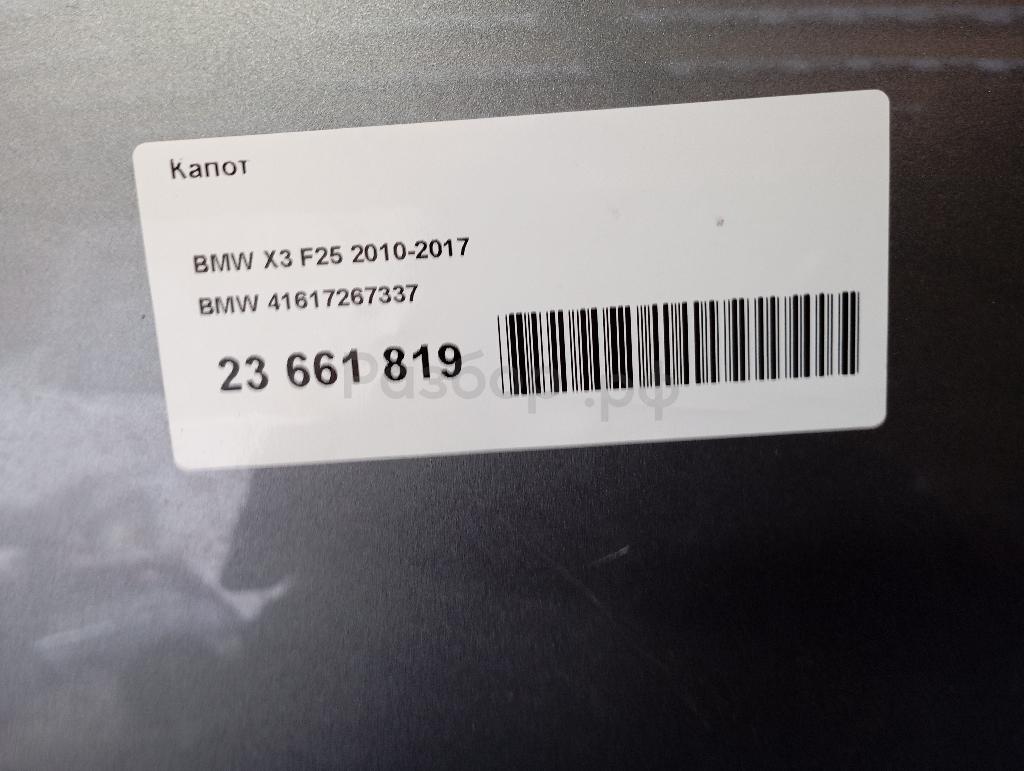 Капот
BMW X3 F25 2010-2017
BMW 41617267337
23 661 819
Разбор.рф